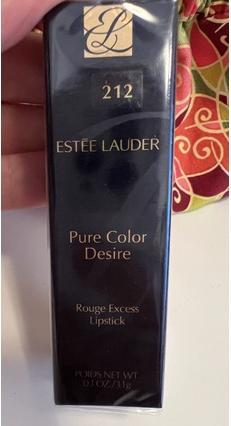 212
ESTĒE LAUDER
Pure Color
Desire
Rouge Excess
Lipstick
POIDS NET WT.
0.1 OZ./3.1g